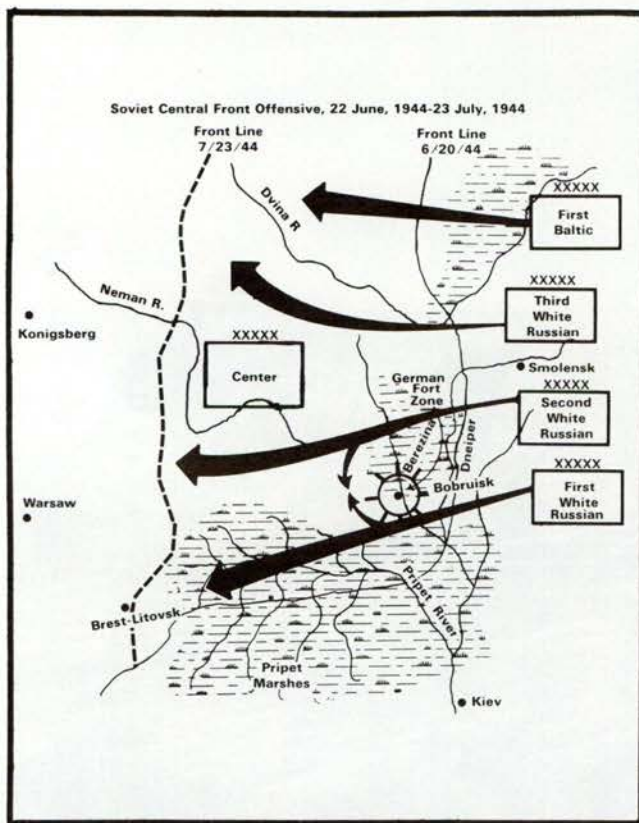 Soviet Central Front Offensive, 22 June, 1944-23 July, 1944
Front Line
7/23/44
Front Line
6/20/44
Dvina R
XXXXX
First
Baltic
Neman R.
XXXXX
Third
White
Russian
Konigsberg
XXXXX
Center
Smolensk
German
Fort
Zone
XXXXX
Second
White
Russian
Berezina
Dneiper
Bobruisk
XXXXX
First
White
Russian
Warsaw
Brest-Litovsk
Pripet River
Pripet
Marshes
Kiev